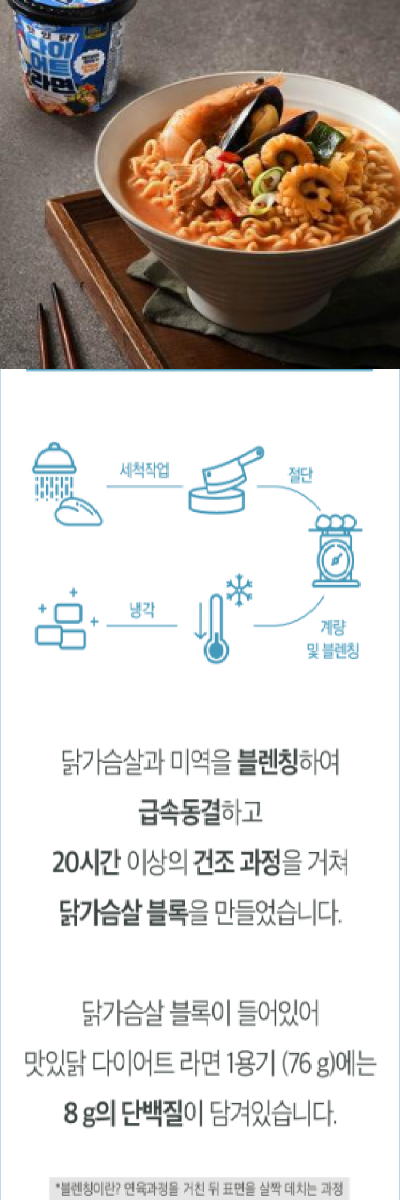 맛있닭
다이
어트
라면
세척작업
절단
계량
및 블렌칭
냉각
닭가슴살과 미역을 블렌칭하여
급속동결하고
20시간 이상의 건조 과정을 거쳐
닭가슴살 블록을 만들었습니다.
닭가슴살 블록이 들어있어
맛있닭 다이어트 라면 1용기 (76 g)에는
8 g의 단백질이 담겨있습니다.
*블렌칭이란? 연육과정을 거친 뒤 표면을 살짝 데치는 과정